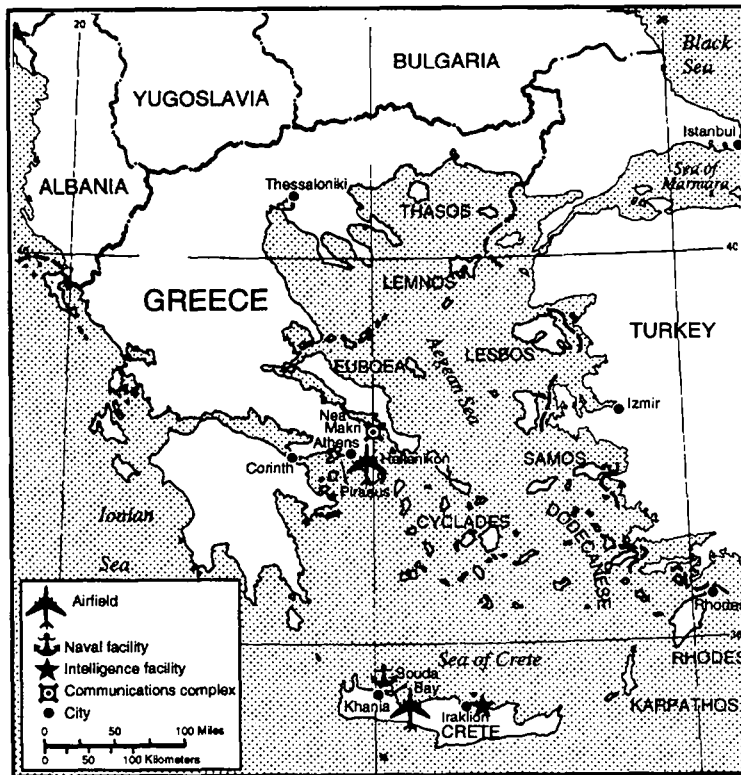 20
25
Black
Sea
BULGARIA
YUGOSLAVIA
Istanbul
Sea of
Marmara
ALBANIA
Thessaloniki
THASOS
40
40
LEMNOS
GREECE
TURKEY
LESBOS
Aegean Sea
EUBOEA
Izmir
Nea
Makri
Athens
Hellenikon
SAMOS
Corinth
Piraeus
Ionian
Sea
CYCLADES
DODECANESE
Rhodes
Airfield
Naval facility
Intelligence facility
Communications complex
City
0 100 Miles
0 50 100 Kilometers
Sea of Crete
RHODES
Souda
Bay
Khania
Iraklion
CRETE
KARPATHOS